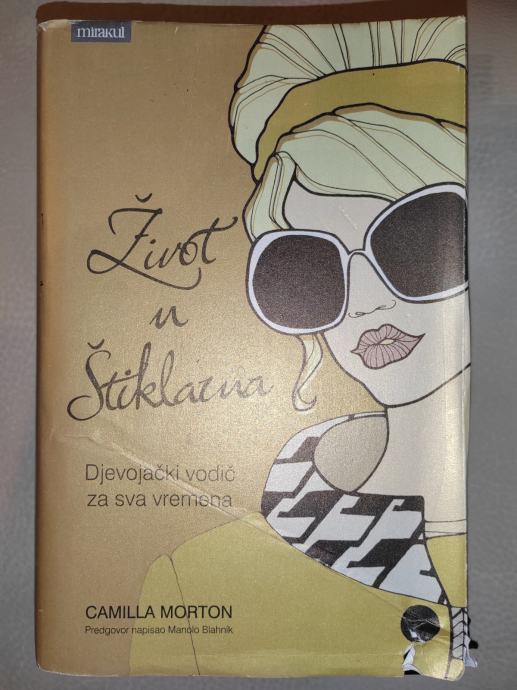 mirakul
Život
u
Štiklama
Djevojački vodič
za sva vremena
CAMILLA MORTON
Predgovor napisao Manolo Blahnik